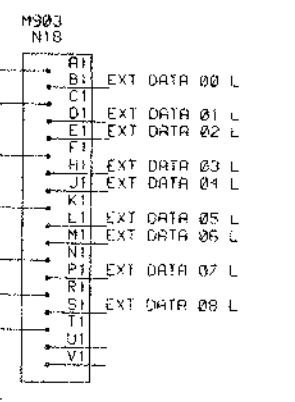 M903
N18
A1
B1 EXT DATA 00 L
C1
D1 EXT DATA 01 L
E1 EXT DATA 02 L
F1
H1 EXT DATA 03 L
J1 EXT DATA 04 L
K1
L1 EXT DATA 05 L
M1 EXT DATA 06 L
N1
P1 EXT DATA 07 L
R1
S1 EXT DATA 08 L
T1
U1
V1